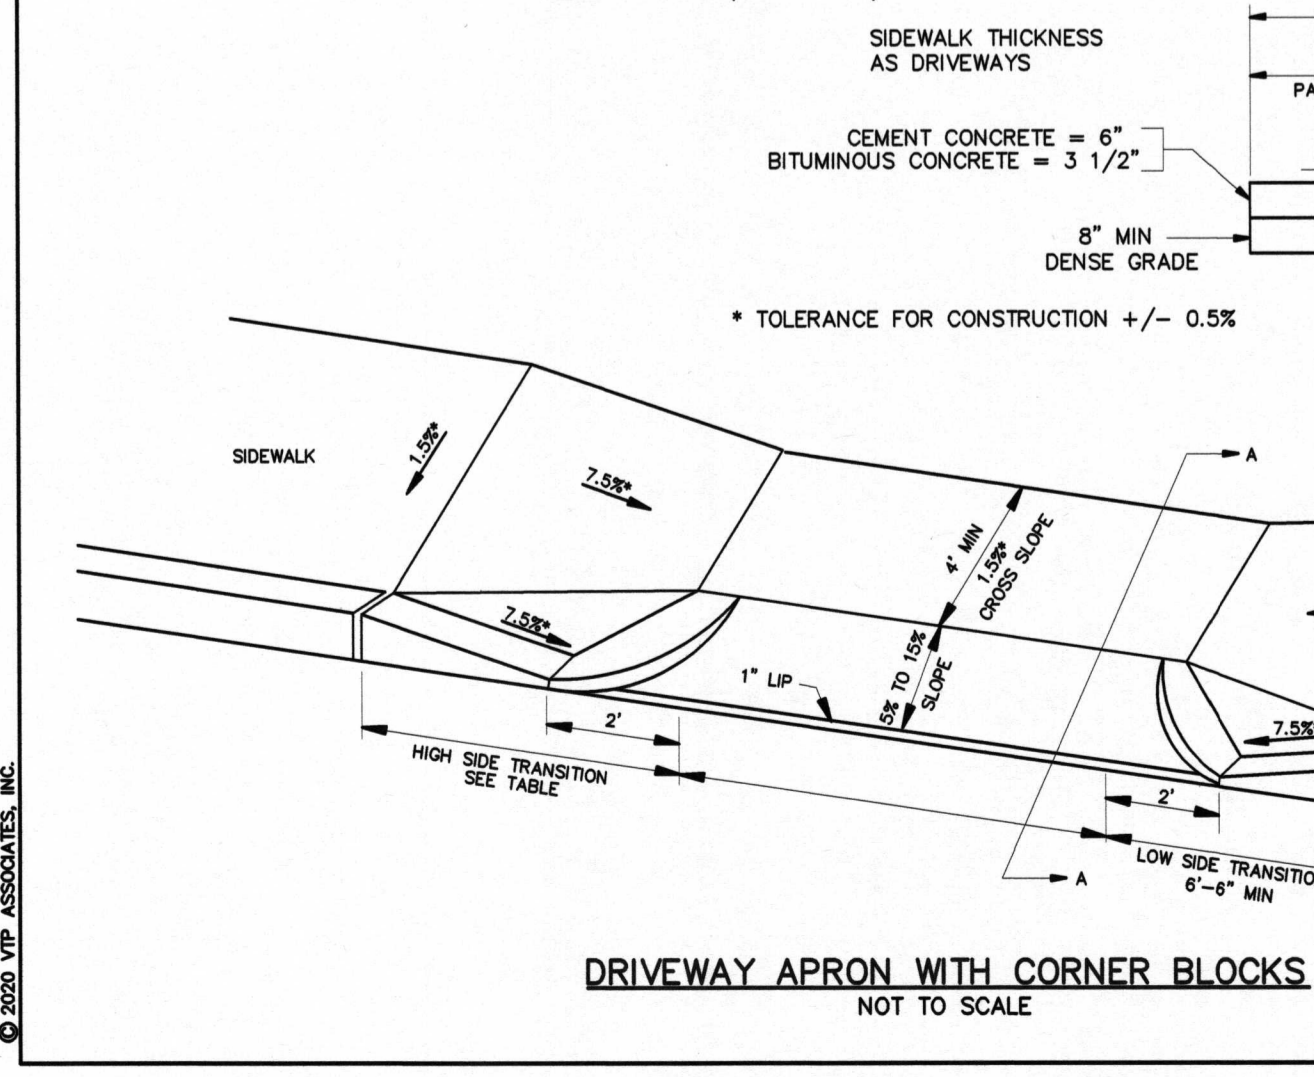 SIDEWALK THICKNESS
AS DRIVEWAYS
CEMENT CONCRETE = 6"
BITUMINOUS CONCRETE = 3 1/2"
8" MIN
DENSE GRADE
* TOLERANCE FOR CONSTRUCTION +/- 0.5%
SIDEWALK
1.5%*
7.5%*
A
4' MIN
1.5%*
CROSS SLOPE
7.5%*
5% TO 15%
SLOPE
1" LIP
7.5%
2'
HIGH SIDE TRANSITION
SEE TABLE
2'
LOW SIDE
6'-6" MIN
A
DRIVEWAY APRON WITH CORNER BLOCKS
NOT TO SCALE
© 2020 VTP ASSOCIATES, INC.